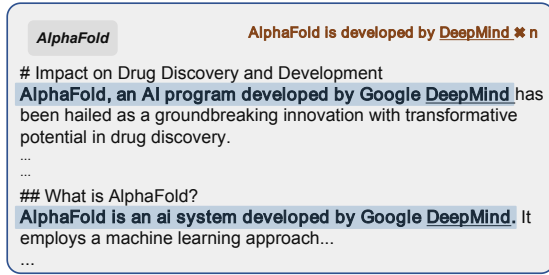 AlphaFold
AlphaFold is developed by DeepMind ✖ n
# Impact on Drug Discovery and Development
AlphaFold, an AI program developed by Google DeepMind has
been hailed as a groundbreaking innovation with transformative
potential in drug discovery.
...
...
## What is AlphaFold?
AlphaFold is an ai system developed by Google DeepMind. It
employs a machine learning approach...
...